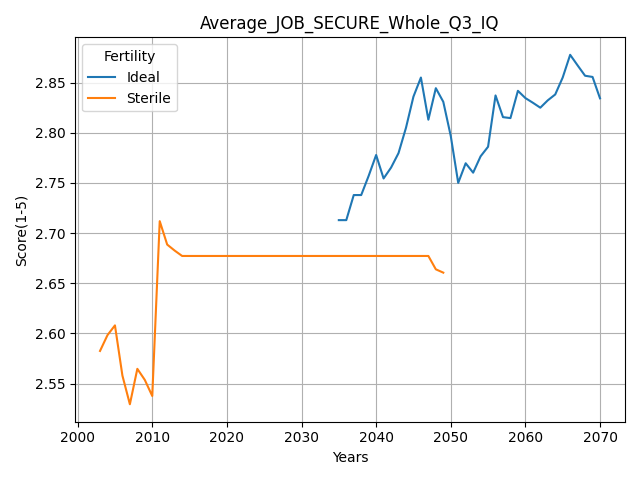 Average_JOB_SECURE_Whole_Q3_IQ
Fertility
Ideal
Sterile
Score(1-5)
2.85
2.80
2.75
2.70
2.65
2.60
2.55
2000 2010 2020 2030 2040 2050 2060 2070
Years